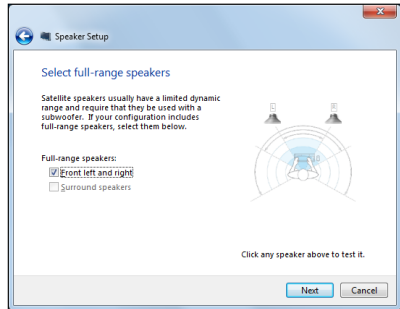 Speaker Setup
Select full-range speakers
Satellite speakers usually have a limited dynamic
range and require that they be used with a
subwoofer. If your configuration includes
full-range speakers, select them below.
L R
Full-range speakers:
Front left and right
Surround speakers
Click any speaker above to test it.
Next Cancel